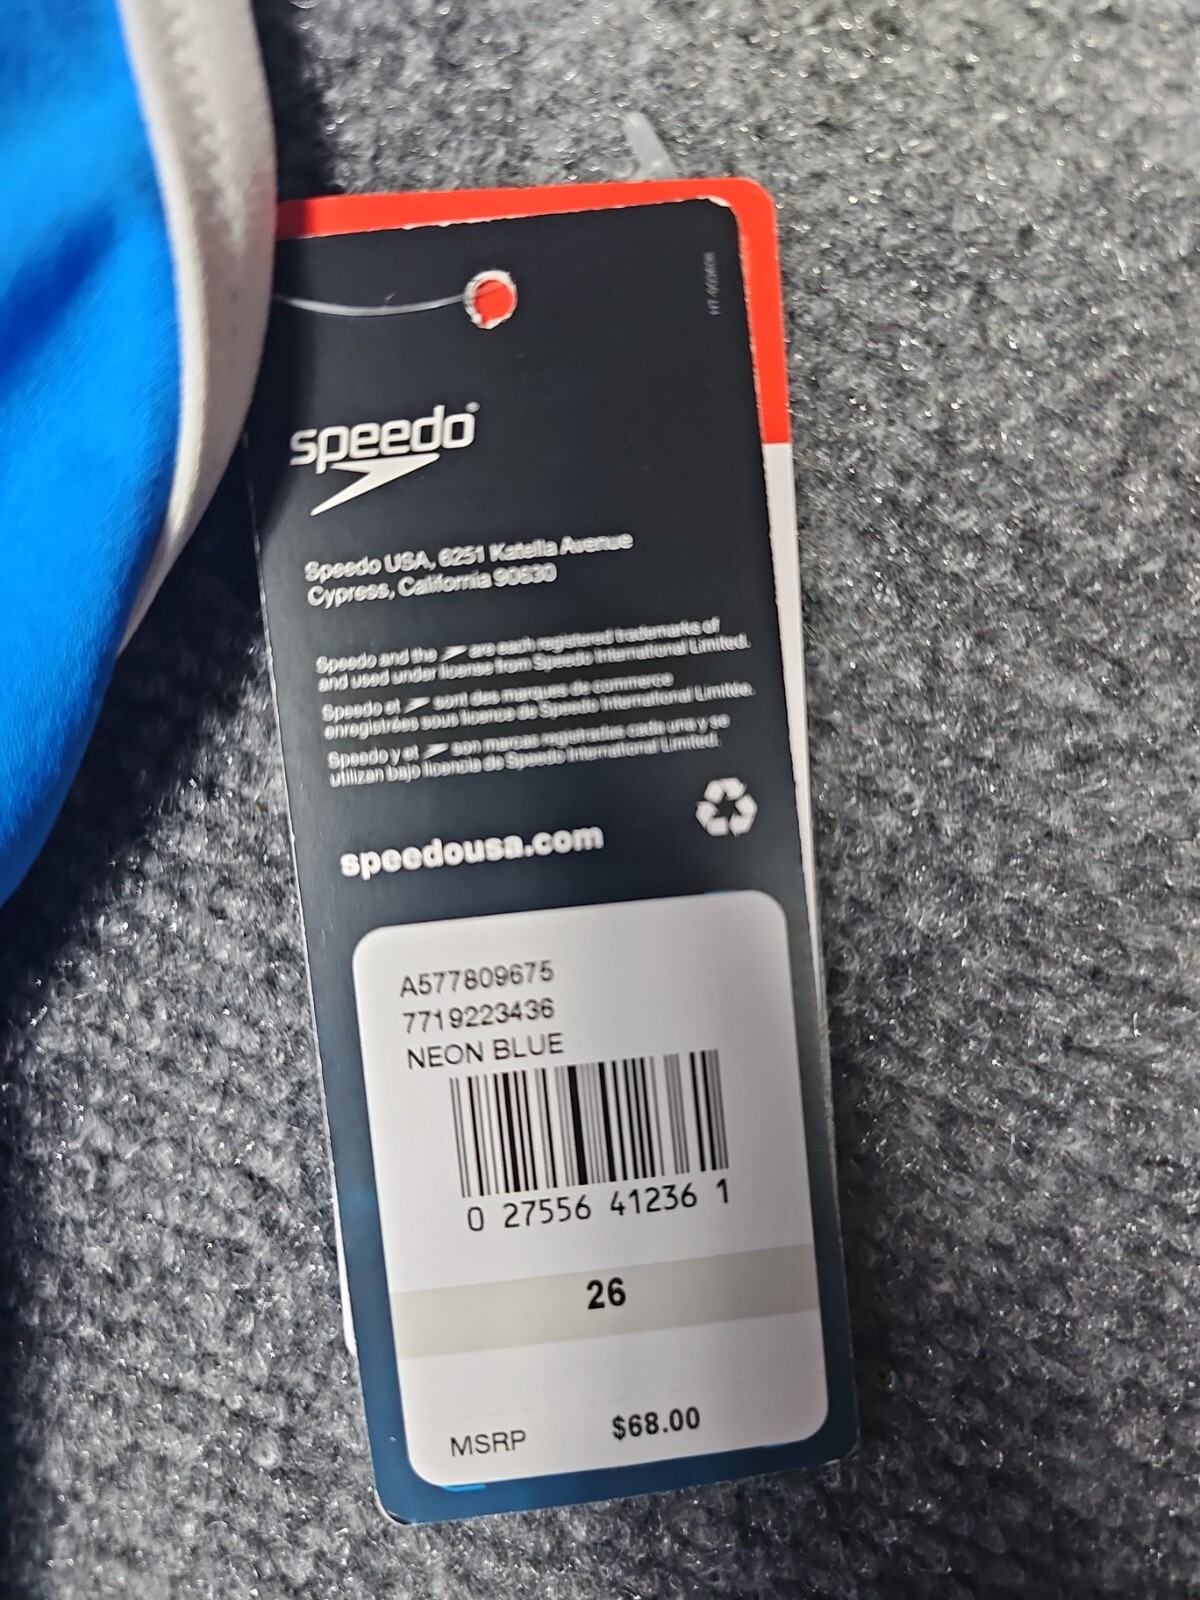 speedo
Speedo USA, 6251 Katella Avenue
Cypress, California 90630
Speedo and the are each registered trademarks of
and used under license from Speedo International Limited.
Speedo et sont des marques de commerce
enregistrées sous licence de Speedo International Limitée.
Speedo y el son marcas registradas cada una y se
utilizan bajo licencia de Speedo International Limited.
speedousa.com
A577809675
7719223436
NEON BLUE
0 27556 41236 1
26
MSRP $68.00